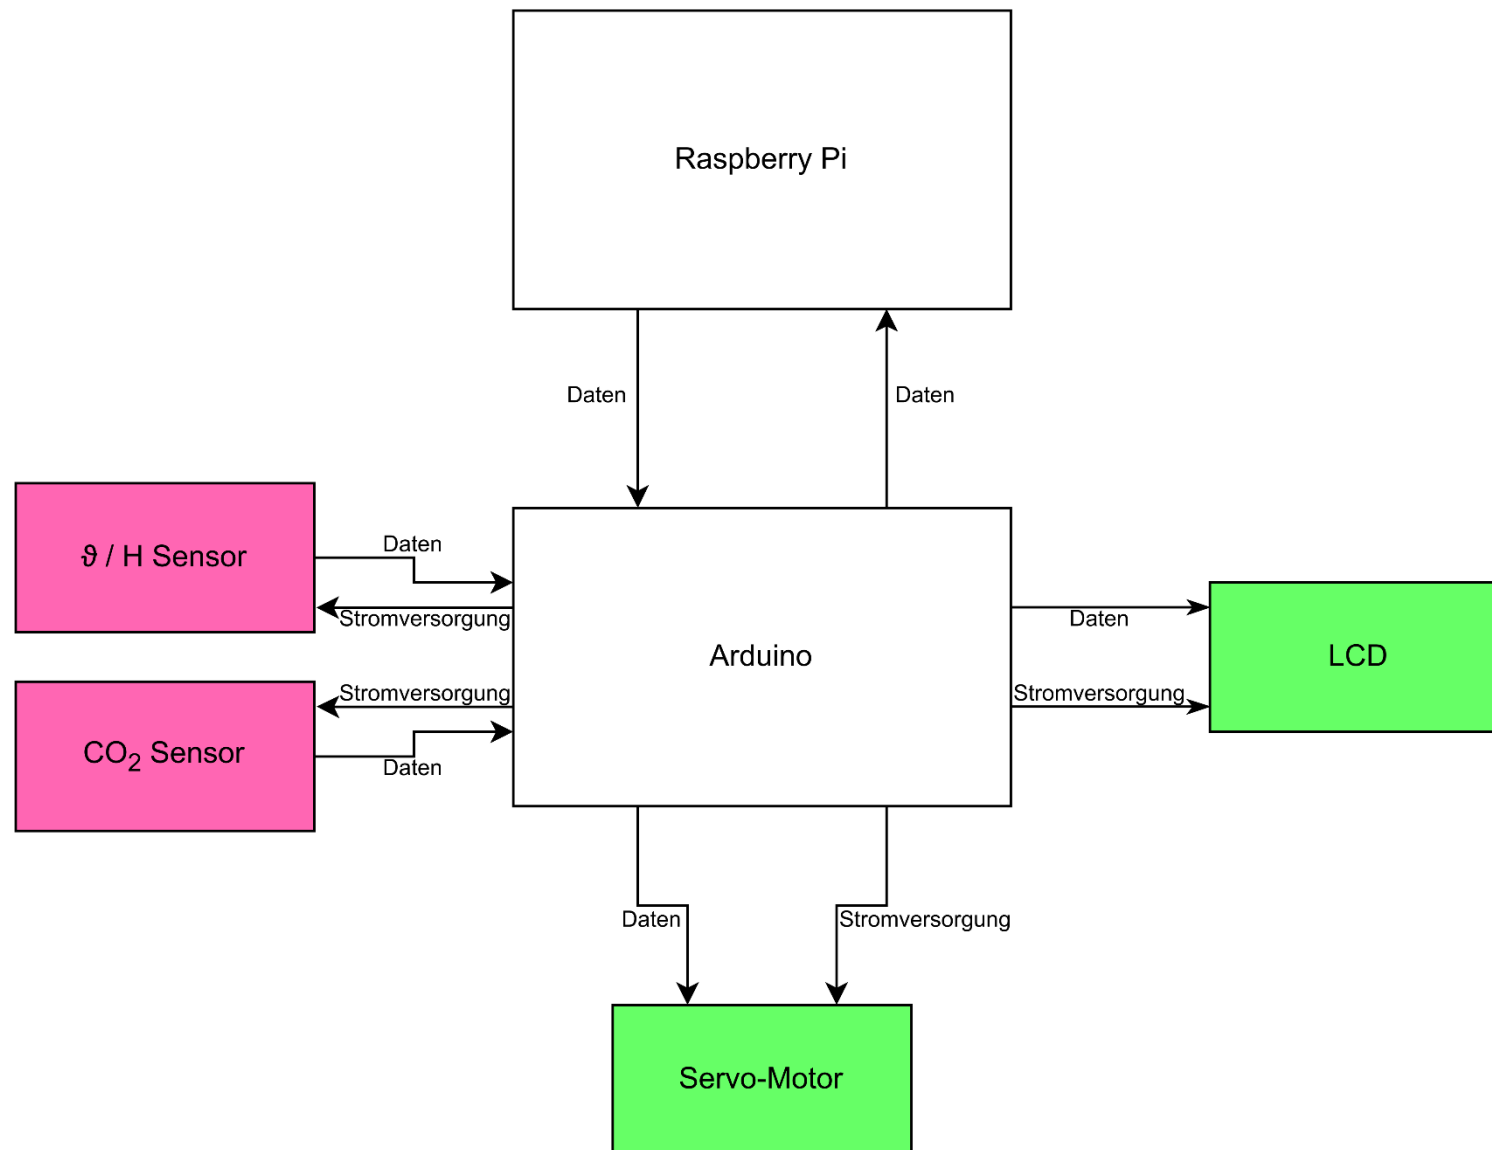 Raspberry Pi
Daten
Daten
ϑ / H Sensor
Daten
Stromversorgung
Arduino
Daten
LCD
Stromversorgung
Stromversorgung
CO₂ Sensor
Daten
Daten
Stromversorgung
Servo-Motor